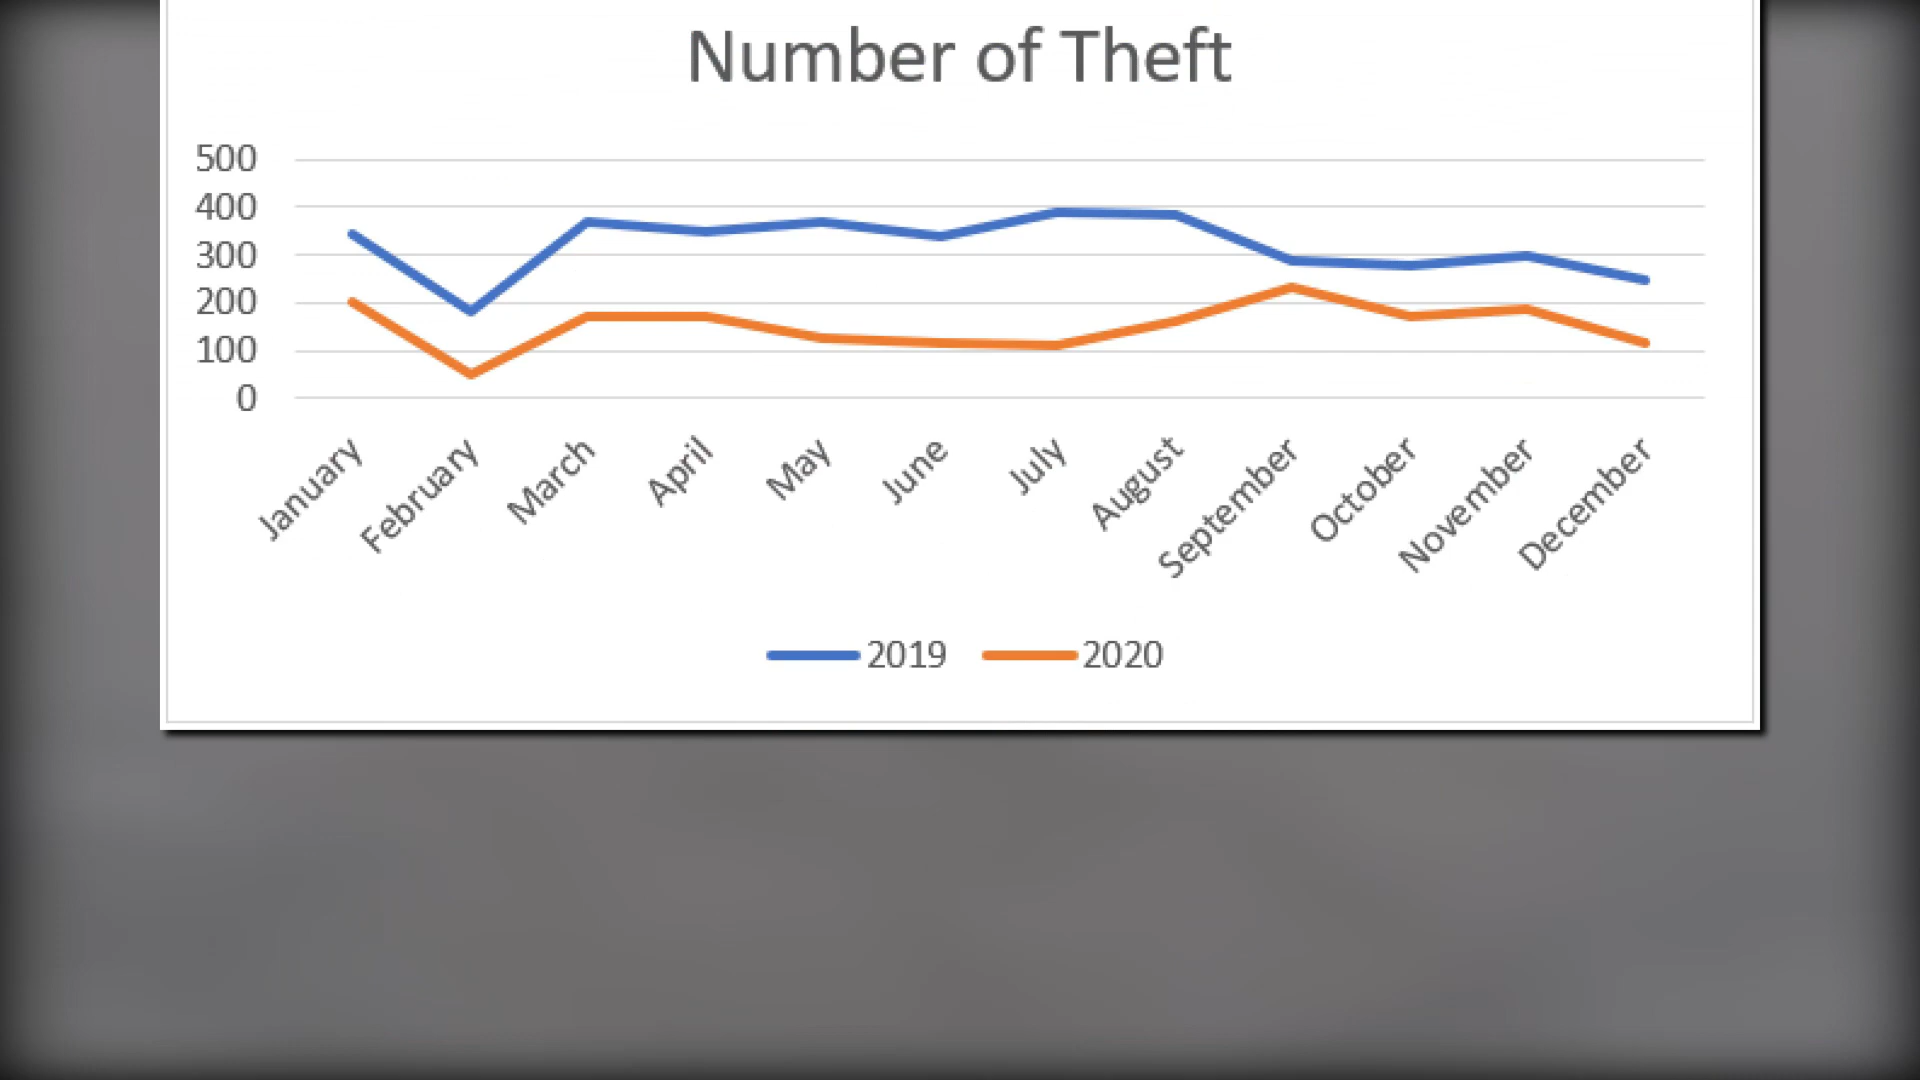 Number of Theft
500
400
300
200
100
0
January
February
March
April
May
June
July
August
September
October
November
December
2019
2020